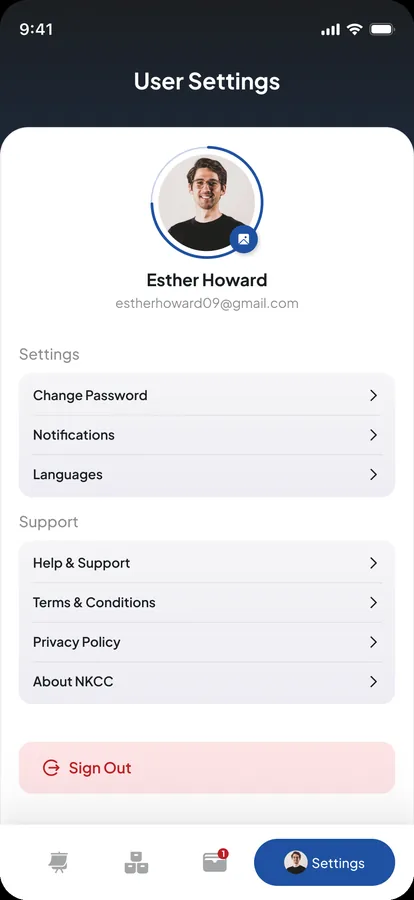 9:41
User Settings
Esther Howard
estherhoward09@gmail.com
Settings
Change Password
Notifications
Languages
Support
Help & Support
Terms & Conditions
Privacy Policy
About NKCC
Sign Out
1
Settings